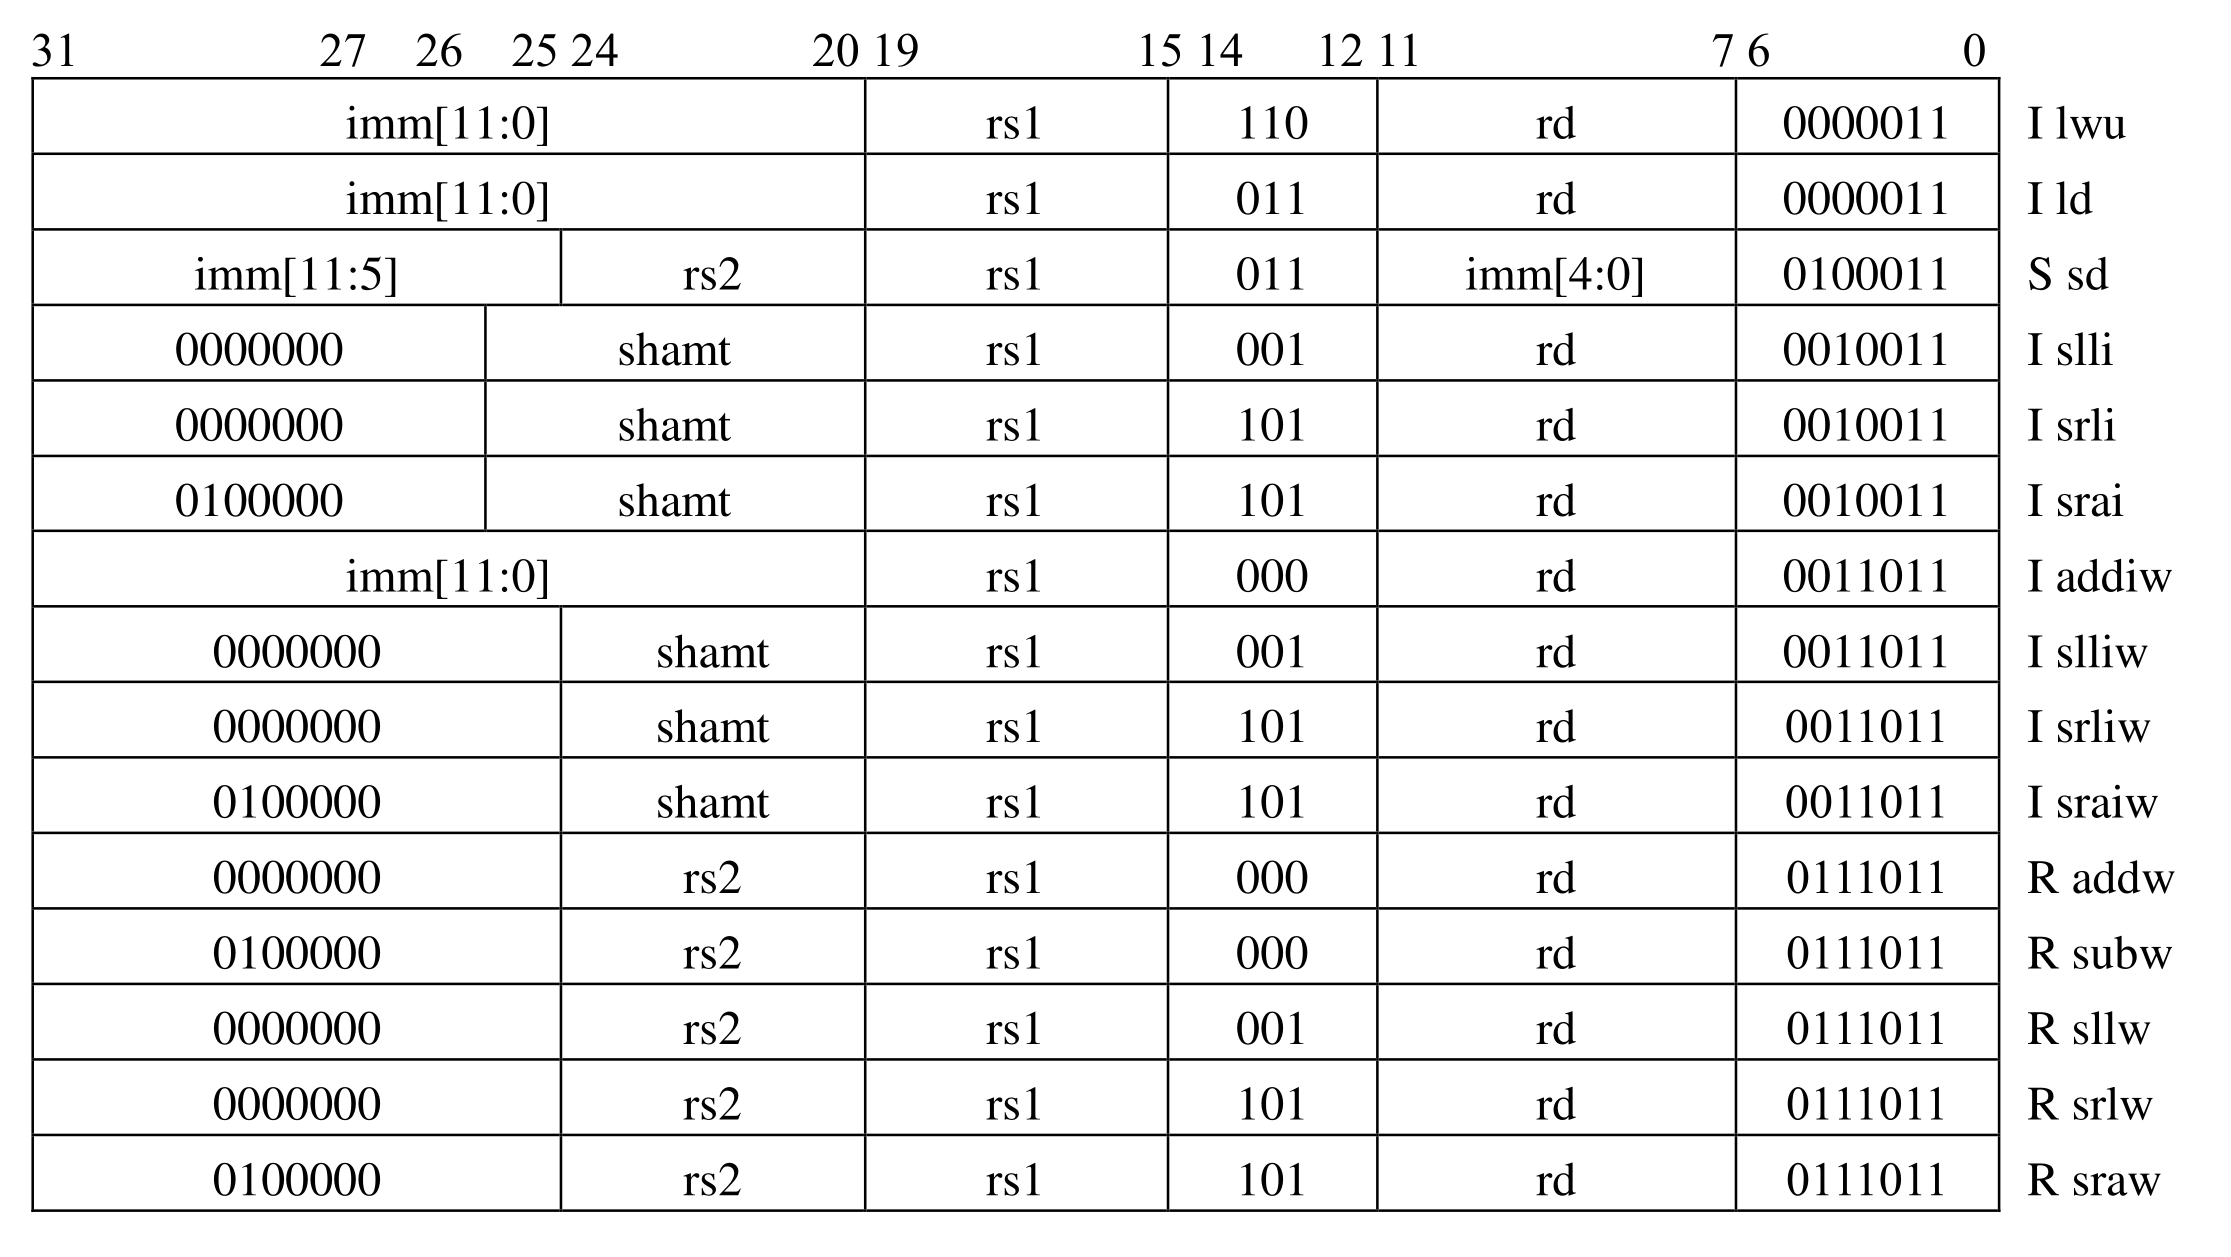 31 27 26 25 24 20 19 15 14 12 11 7 6 0
imm[11:0] rs1 110 rd 0000011 I lwu
imm[11:0] rs1 011 rd 0000011 I ld
imm[11:5] rs2 rs1 011 imm[4:0] 0100011 S sd
0000000 shamt rs1 001 rd 0010011 I slli
0000000 shamt rs1 101 rd 0010011 I srli
0100000 shamt rs1 101 rd 0010011 I srai
imm[11:0] rs1 000 rd 0011011 I addiw
0000000 shamt rs1 001 rd 0011011 I slliw
0000000 shamt rs1 101 rd 0011011 I srliw
0100000 shamt rs1 101 rd 0011011 I sraiw
0000000 rs2 rs1 000 rd 0111011 R addw
0100000 rs2 rs1 000 rd 0111011 R subw
0000000 rs2 rs1 001 rd 0111011 R sllw
0000000 rs2 rs1 101 rd 0111011 R srlw
0100000 rs2 rs1 101 rd 0111011 R sraw